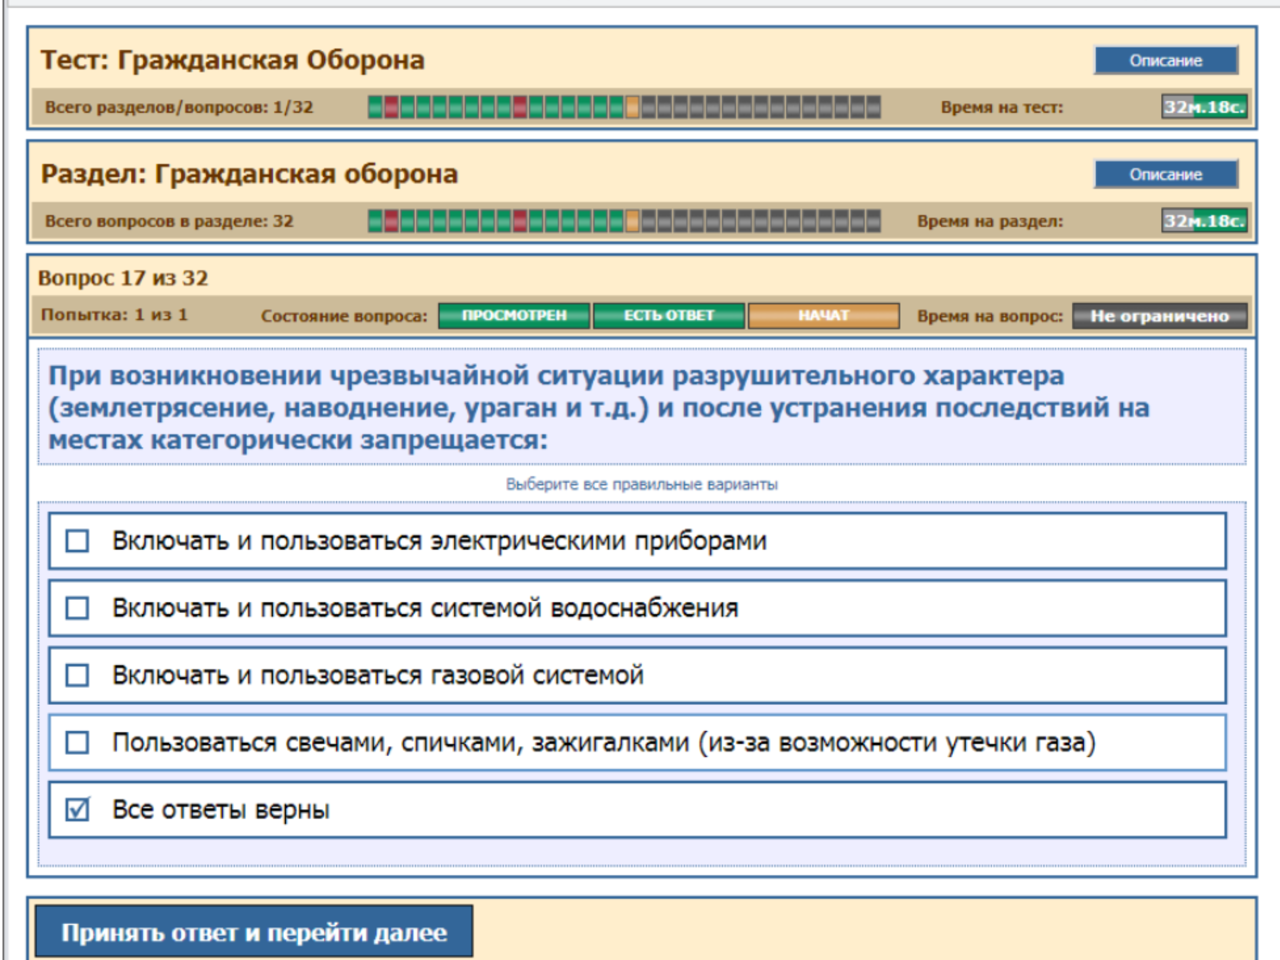 Тест: Гражданская Оборона
Описание
Всего разделов/вопросов: 1/32
Время на тест:
32м.18с.
Раздел: Гражданская оборона
Описание
Всего вопросов в разделе: 32
Время на раздел:
32м.18с.
Вопрос 17 из 32
Попытка: 1 из 1
Состояние вопроса:
ПРОСМОТРЕН
ЕСТЬ ОТВЕТ
НАЧАТ
Время на вопрос:
Не ограничено
При возникновении чрезвычайной ситуации разрушительного характера
(землетрясение, наводнение, ураган и т.д.) и после устранения последствий на
местах категорически запрещается:
Выберите все правильные варианты
Включать и пользоваться электрическими приборами
Включать и пользоваться системой водоснабжения
Включать и пользоваться газовой системой
Пользоваться свечами, спичками, зажигалками (из-за возможности утечки газа)
Все ответы верны
Принять ответ и перейти далее